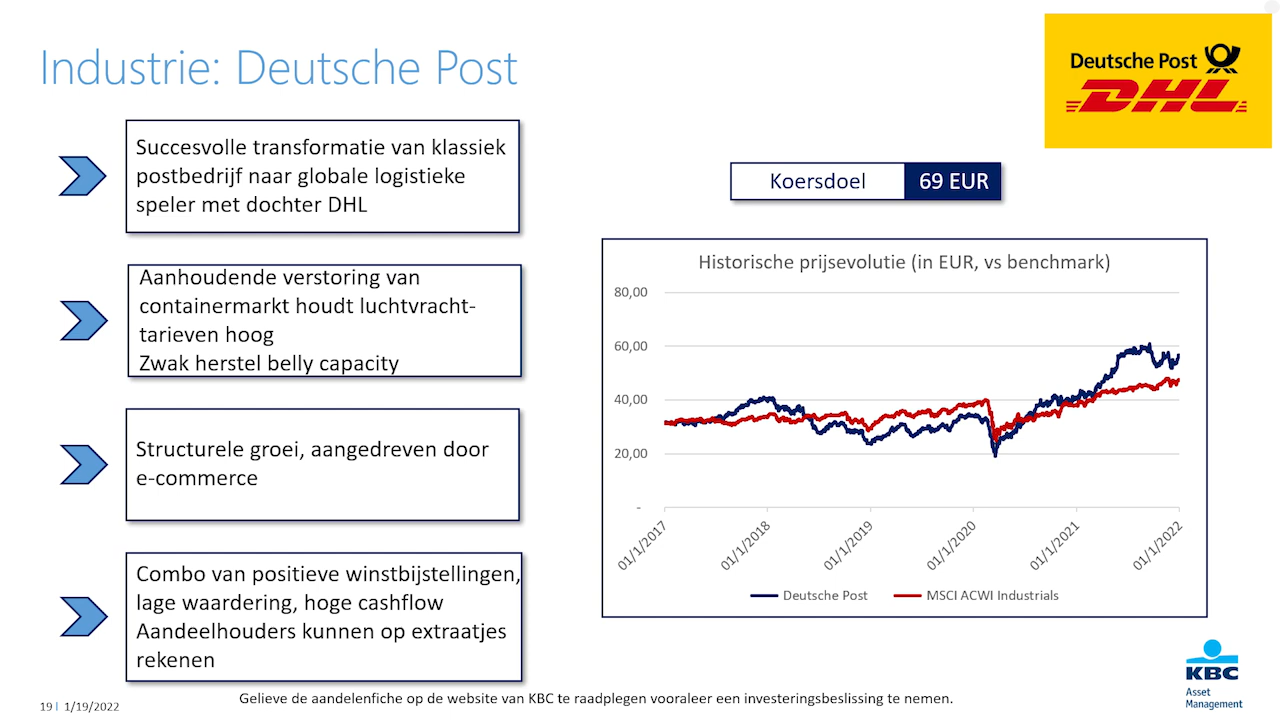 Industrie: Deutsche Post
Deutsche Post
DHL
Succesvolle transformatie van klassiek
postbedrijf naar globale logistieke
speler met dochter DHL
Koersdoel 69 EUR
Aanhoudende verstoring van
containermarkt houdt luchtvracht-
tarieven hoog
Zwak herstel belly capacity
Structurele groei, aangedreven door
e-commerce
Combo van positieve winstbijstellingen,
lage waardering, hoge cashflow
Aandeelhouders kunnen op extraatjes
rekenen
Historische prijsevolutie (in EUR, vs benchmark)
80,00
60,00
40,00
20,00
-
01/1/2017
01/1/2018
01/1/2019
01/1/2020
01/1/2021
01/1/2022
Deutsche Post
MSCI ACWI Industrials
KBC
Asset
Management
Gelieve de aandelenfiche op de website van KBC te raadplegen vooraleer een investeringsbeslissing te nemen.
19 | 1/19/2022